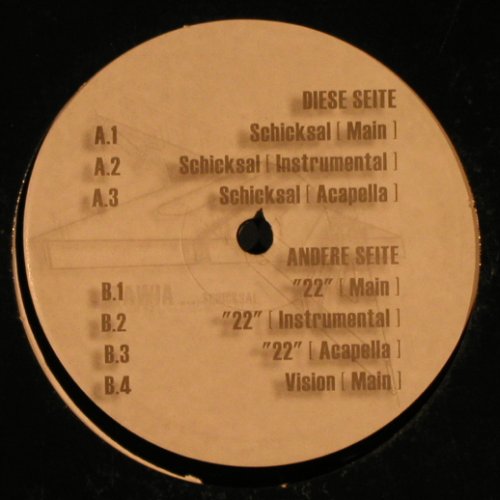 DIESE SEITE
A.1 Schicksal [ Main ]
A.2 Schicksal [ Instrumental ]
A.3 Schicksal [ Acapella ]
ANDERE SEITE
B.1 "22" [ Main ]
SCHICKSAL
B.2 "22" [ Instrumental ]
B.3 "22" [ Acapella ]
B.4 Vision [ Main ]